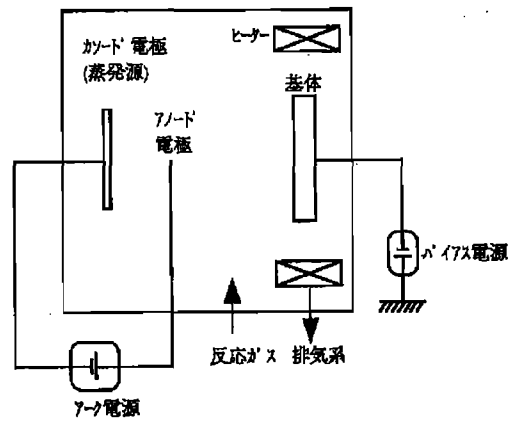 カソード電極
(蒸発源)
ヒーター
基体
アノード
電極
バイアス電源
反応ガス
排気系
アーク電源